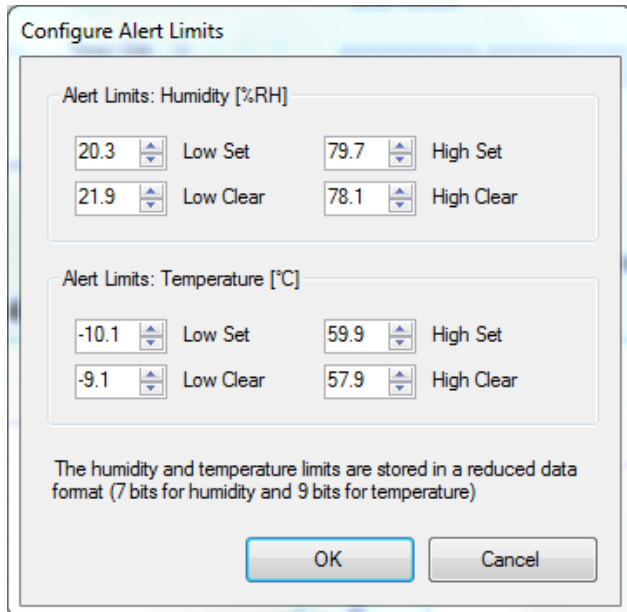 Configure Alert Limits
Alert Limits: Humidity [%RH]
20.3 Low Set 79.7 High Set
21.9 Low Clear 78.1 High Clear
Alert Limits: Temperature [°C]
-10.1 Low Set 59.9 High Set
-9.1 Low Clear 57.9 High Clear
The humidity and temperature limits are stored in a reduced data
format (7 bits for humidity and 9 bits for temperature)
OK Cancel